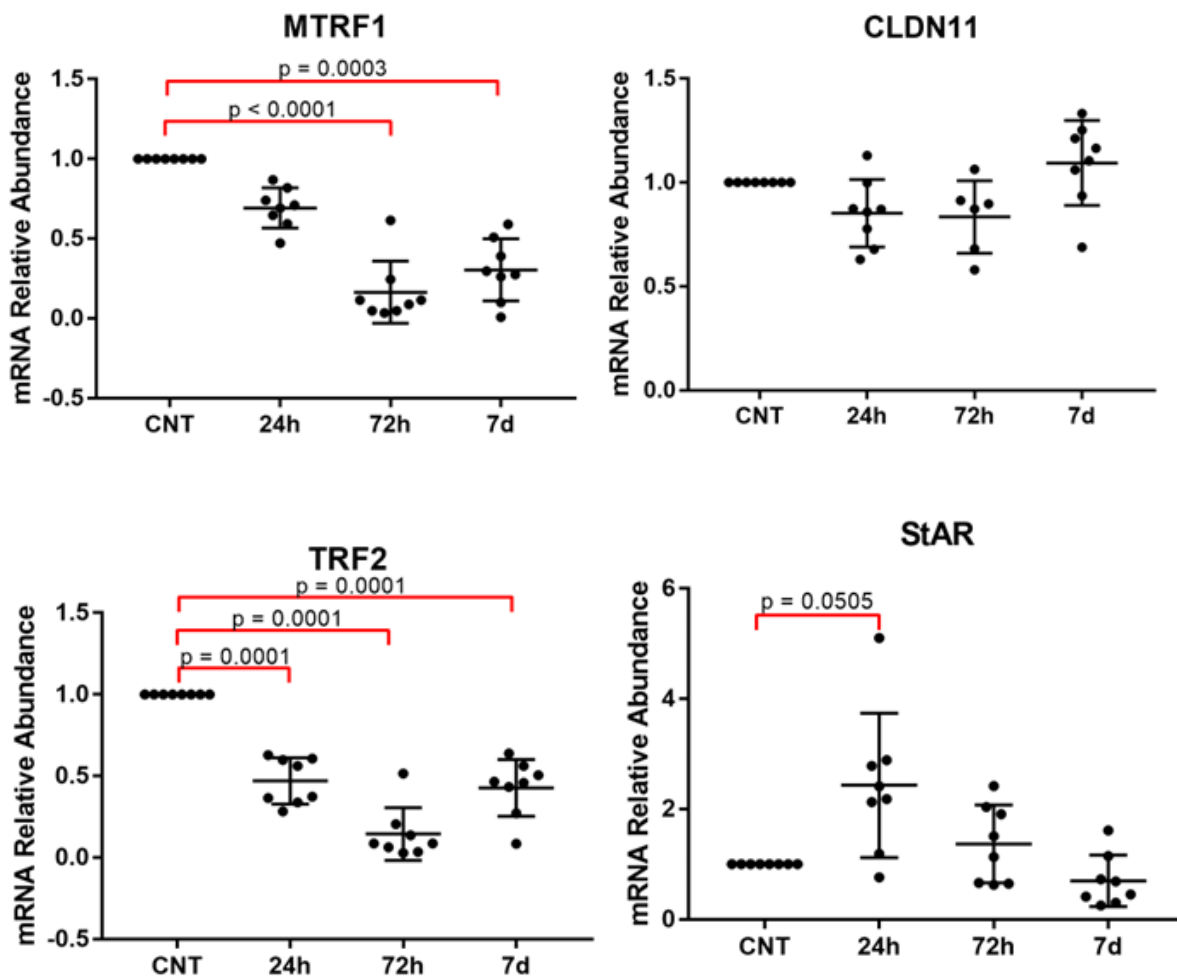 MTRF1
p = 0.0003
p < 0.0001
mRNA Relative Abundance
1.5
1.0
0.5
0.0
-0.5
CNT 24h 72h 7d
CLDN11
mRNA Relative Abundance
1.5
1.0
0.5
0.0
CNT 24h 72h 7d
TRF2
p = 0.0001
p = 0.0001
p = 0.0001
mRNA Relative Abundance
1.5
1.0
0.5
0.0
-0.5
CNT 24h 72h 7d
StAR
p = 0.0505
mRNA Relative Abundance
6
4
2
0
CNT 24h 72h 7d